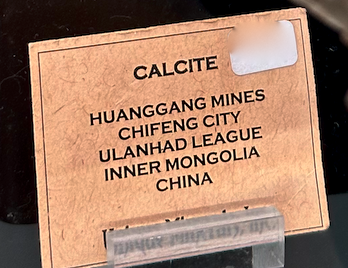 CALCITE
HUANGGANG MINES
CHIFENG CITY
ULANHAD LEAGUE
INNER MONGOLIA
CHINA